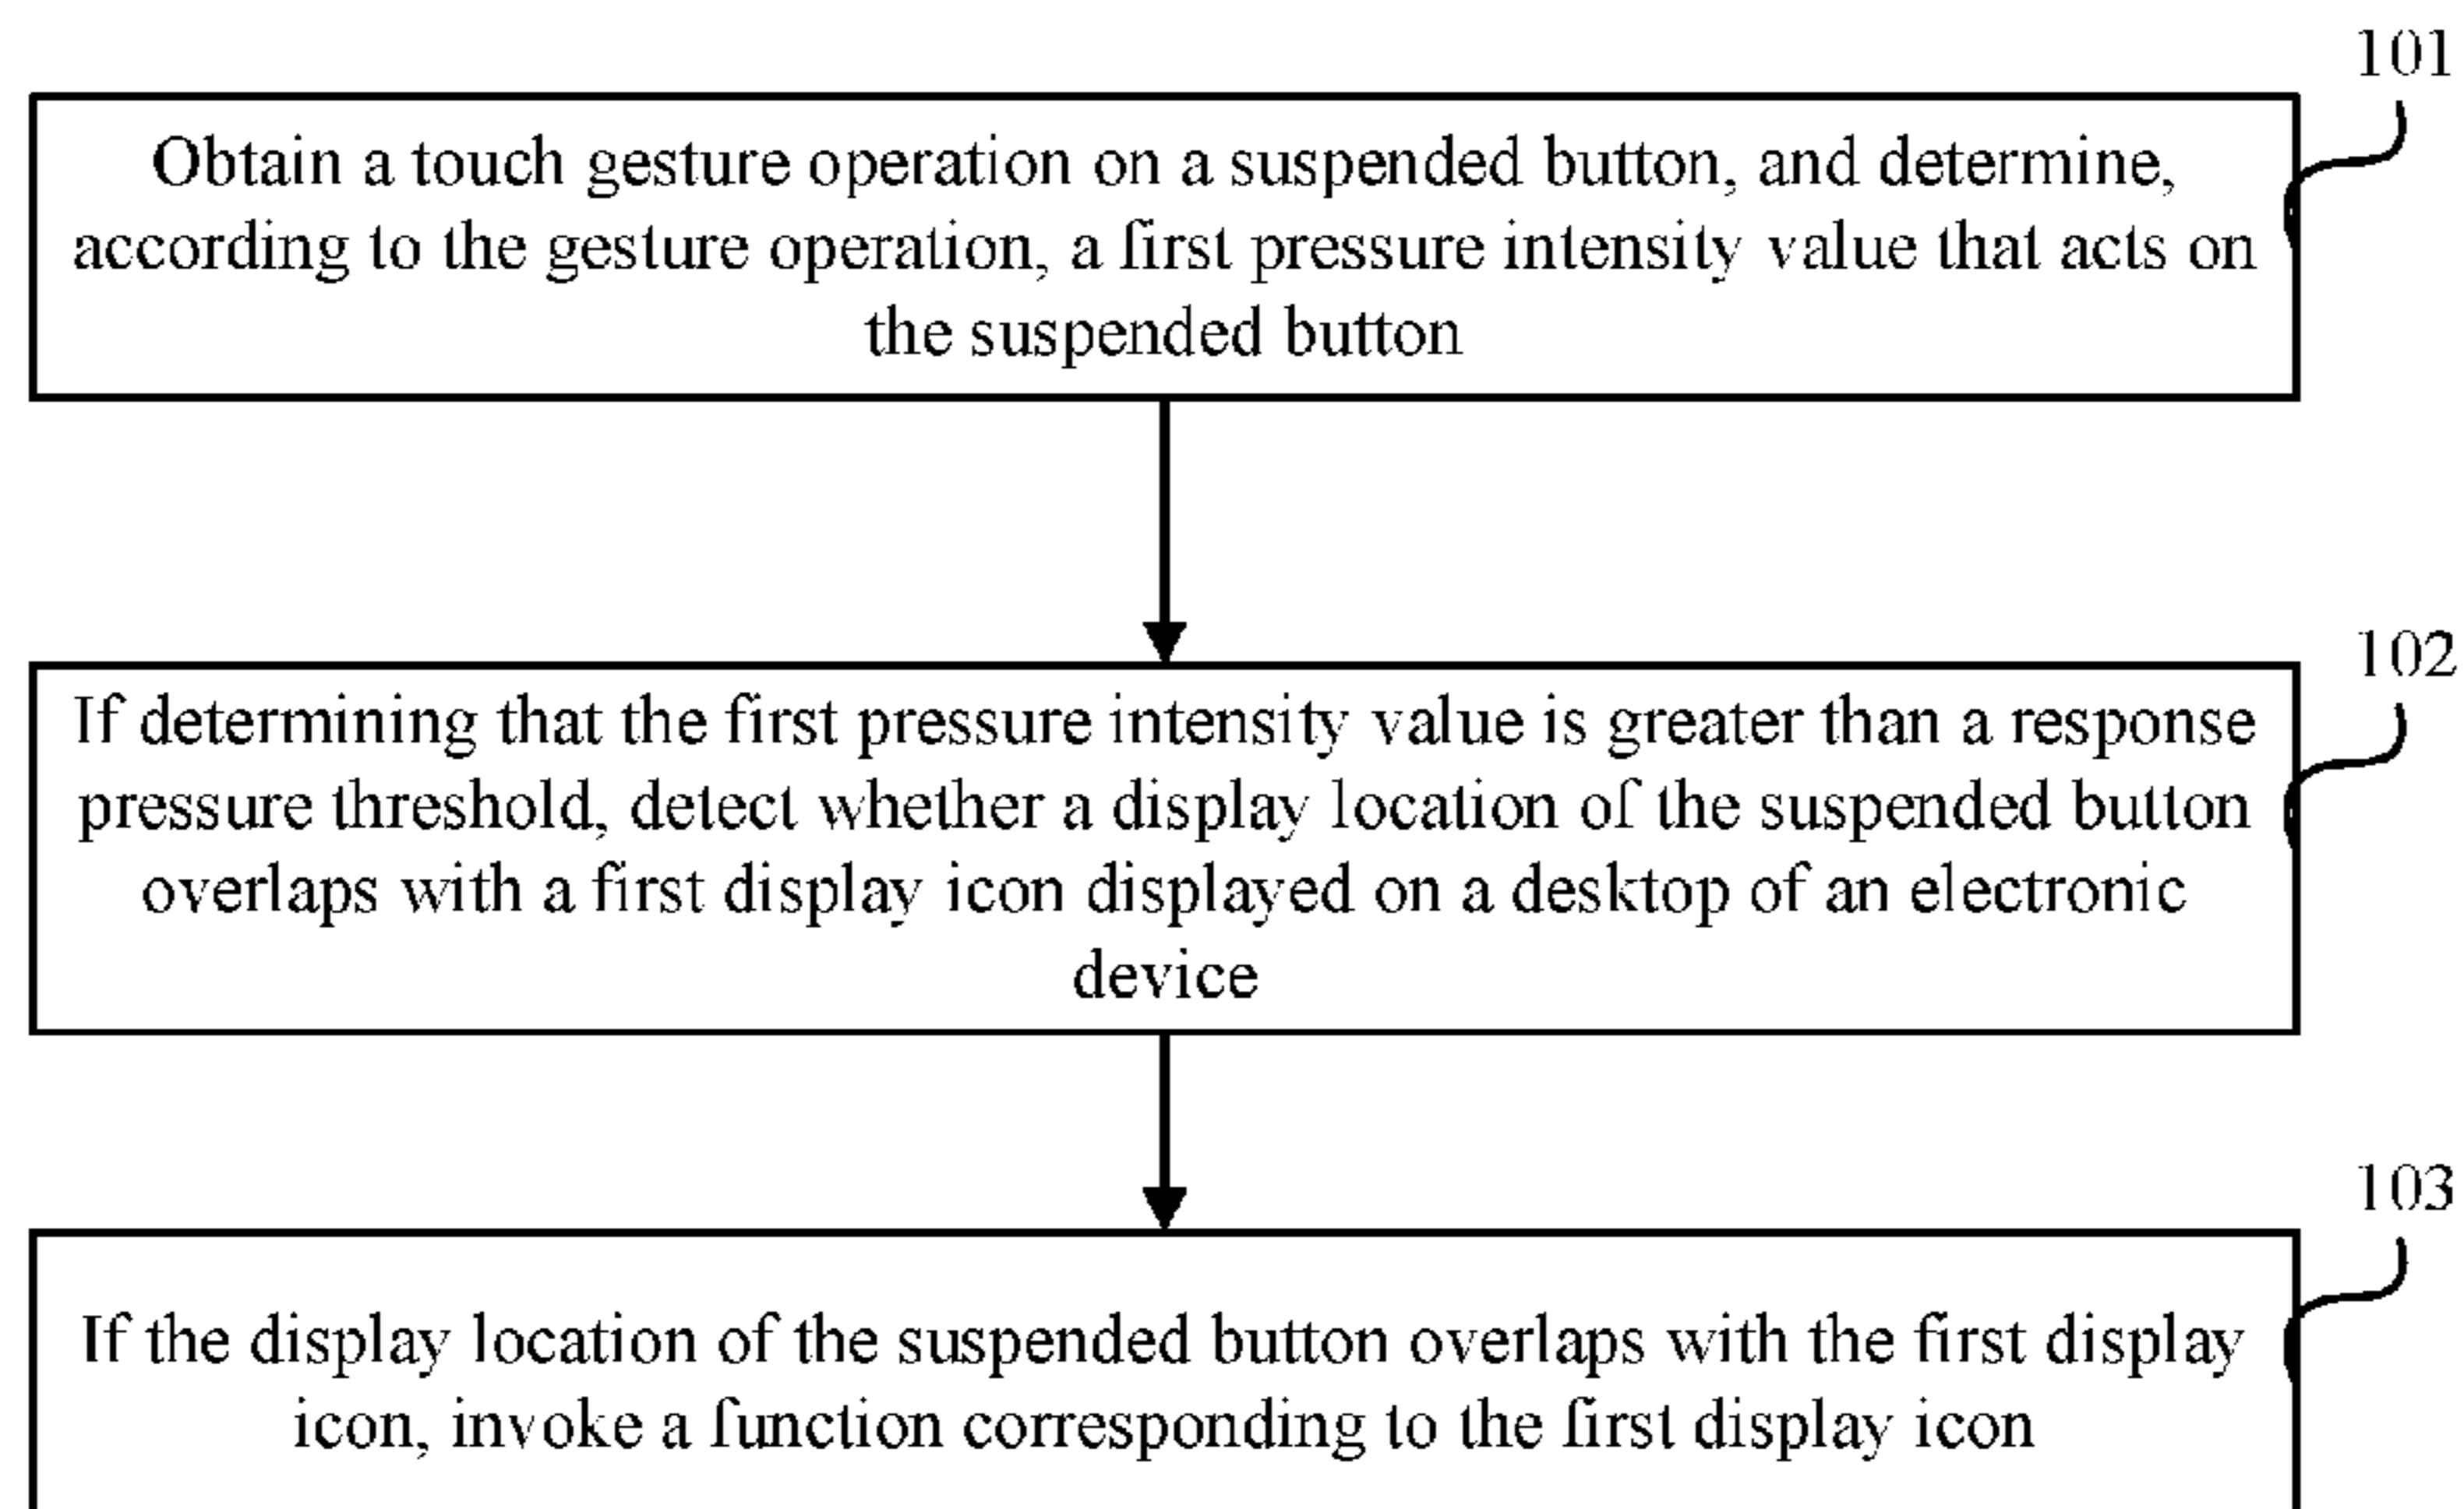 101
Obtain a touch gesture operation on a suspended button, and determine,
according to the gesture operation, a first pressure intensity value that acts on
the suspended button
102
If determining that the first pressure intensity value is greater than a response
pressure threshold, detect whether a display location of the suspended button
overlaps with a first display icon displayed on a desktop of an electronic
device
103
If the display location of the suspended button overlaps with the first display
icon, invoke a function corresponding to the first display icon